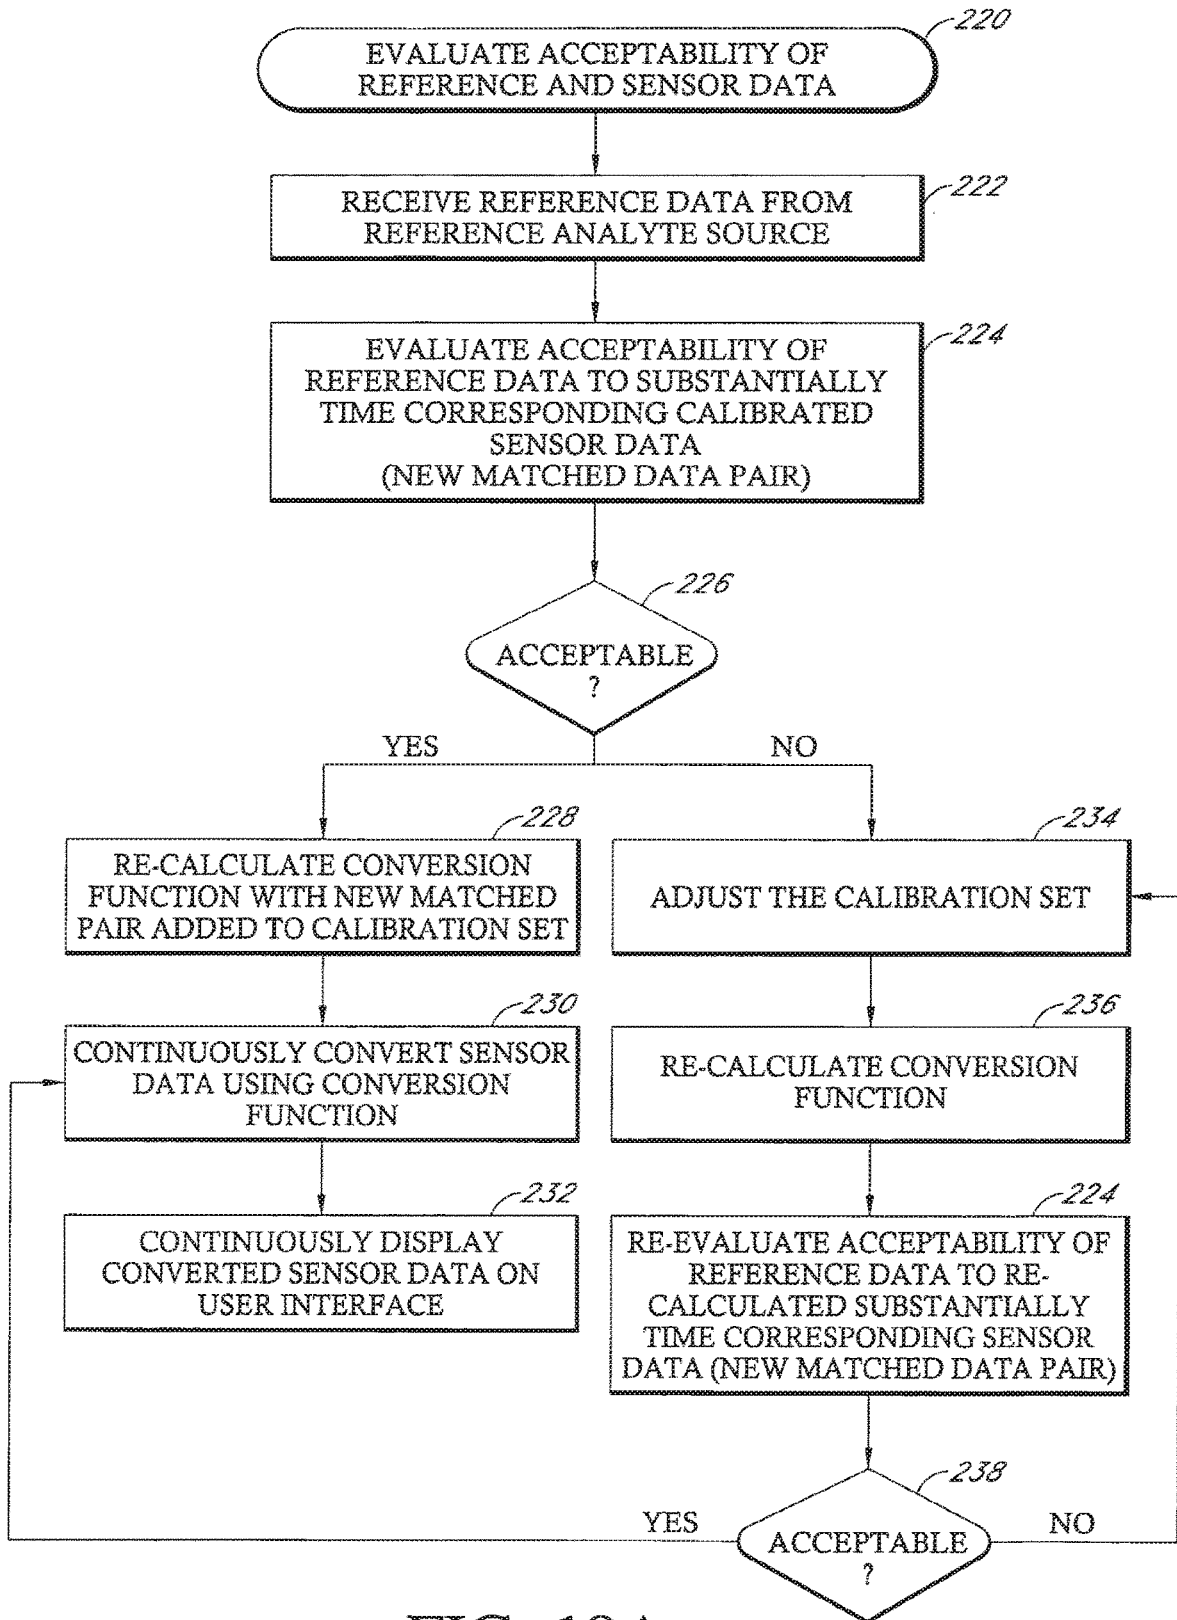 220
EVALUATE ACCEPTABILITY OF
REFERENCE AND SENSOR DATA
222
RECEIVE REFERENCE DATA FROM
REFERENCE ANALYTE SOURCE
224
EVALUATE ACCEPTABILITY OF
REFERENCE DATA TO SUBSTANTIALLY
TIME CORRESPONDING CALIBRATED
SENSOR DATA
(NEW MATCHED DATA PAIR)
226
ACCEPTABLE
?
YES
NO
228
RE-CALCULATE CONVERSION
FUNCTION WITH NEW MATCHED
PAIR ADDED TO CALIBRATION SET
234
ADJUST THE CALIBRATION SET
230
CONTINUOUSLY CONVERT SENSOR
DATA USING CONVERSION
FUNCTION
236
RE-CALCULATE CONVERSION
FUNCTION
232
CONTINUOUSLY DISPLAY
CONVERTED SENSOR DATA ON
USER INTERFACE
224
RE-EVALUATE ACCEPTABILITY OF
REFERENCE DATA TO RE-
CALCULATED SUBSTANTIALLY
TIME CORRESPONDING SENSOR
DATA (NEW MATCHED DATA PAIR)
238
YES
ACCEPTABLE
?
NO